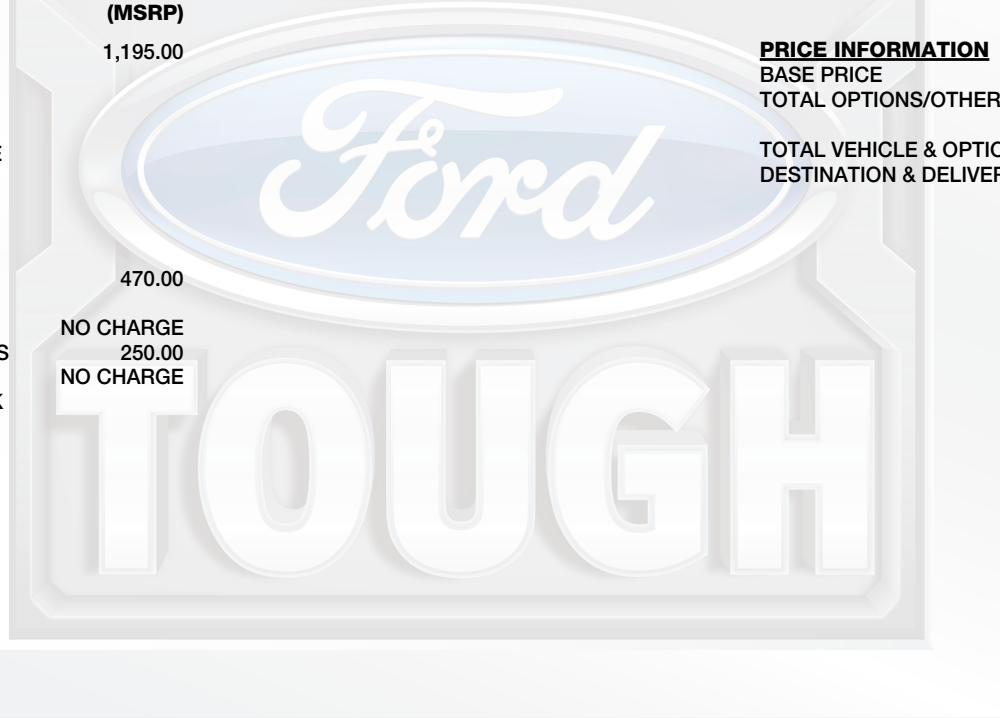 (MSRP)
1,195.00
470.00
NO CHARGE
S 250.00
NO CHARGE
K
PRICE INFORMATION
BASE PRICE
TOTAL OPTIONS/OTHER
TOTAL VEHICLE & OPTIO
DESTINATION & DELIVER
Ford
TOUGH